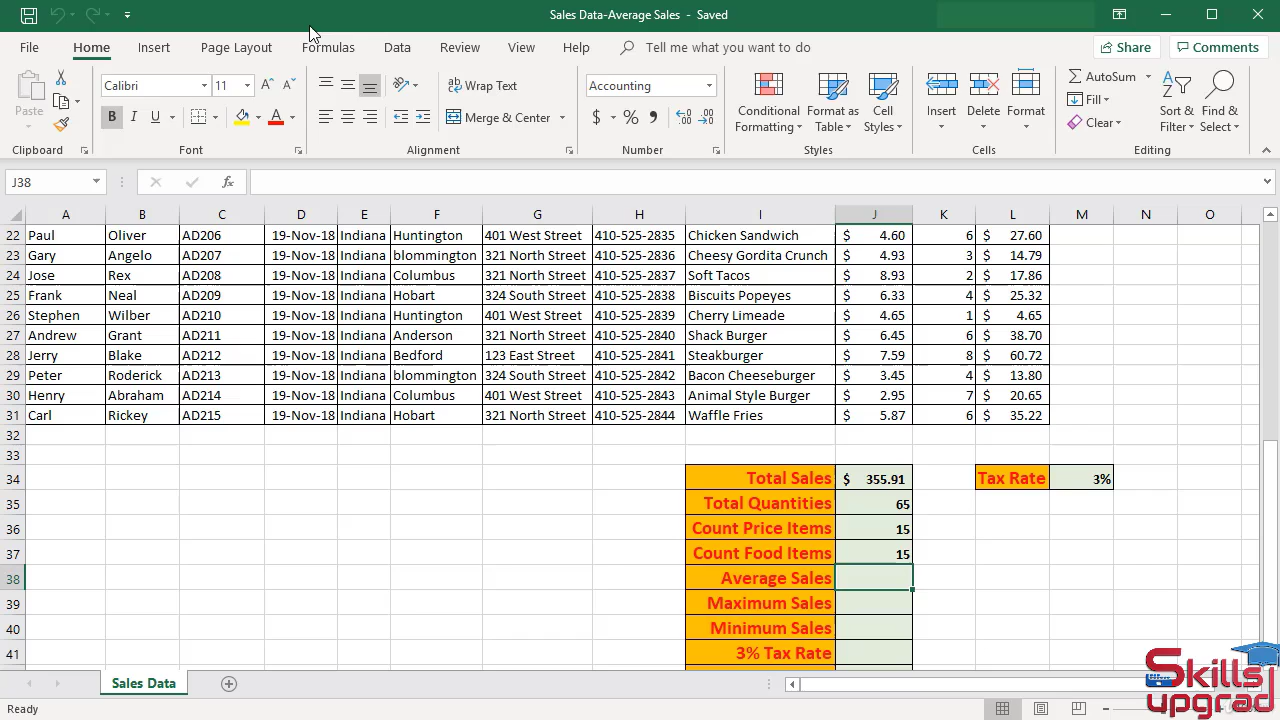 Sales Data-Average Sales - Saved
File Home Insert Page Layout Formulas Data Review View Help Tell me what you want to do Share Comments
Paste Calibri 11 Wrap Text Accounting Conditional Formatting Format as Table Cell Styles Insert Delete Format AutoSum Fill Clear Sort & Filter Find & Select
B I U A Merge & Center $ % ,
Clipboard Font Alignment Number Styles Cells Editing
J38 fx
A B C D E F G H I J K L M N O
22 Paul Oliver AD206 19-Nov-18 Indiana Huntington 401 West Street 410-525-2835 Chicken Sandwich $ 4.60 6 $ 27.60
23 Gary Angelo AD207 19-Nov-18 Indiana blommington 321 North Street 410-525-2836 Cheesy Gordita Crunch $ 4.93 3 $ 14.79
24 Jose Rex AD208 19-Nov-18 Indiana Columbus 321 North Street 410-525-2837 Soft Tacos $ 8.93 2 $ 17.86
25 Frank Neal AD209 19-Nov-18 Indiana Hobart 324 South Street 410-525-2838 Biscuits Popeyes $ 6.33 4 $ 25.32
26 Stephen Wilber AD210 19-Nov-18 Indiana Huntington 401 West Street 410-525-2839 Cherry Limeade $ 4.65 1 $ 4.65
27 Andrew Grant AD211 19-Nov-18 Indiana Anderson 321 North Street 410-525-2840 Shack Burger $ 6.45 6 $ 38.70
28 Jerry Blake AD212 19-Nov-18 Indiana Bedford 123 East Street 410-525-2841 Steakburger $ 7.59 8 $ 60.72
29 Peter Roderick AD213 19-Nov-18 Indiana blommington 324 South Street 410-525-2842 Bacon Cheeseburger $ 3.45 4 $ 13.80
30 Henry Abraham AD214 19-Nov-18 Indiana Columbus 401 West Street 410-525-2843 Animal Style Burger $ 2.95 7 $ 20.65
31 Carl Rickey AD215 19-Nov-18 Indiana Hobart 321 North Street 410-525-2844 Waffle Fries $ 5.87 6 $ 35.22
32
33
34 Total Sales $ 355.91 Tax Rate 3%
35 Total Quantities 65
36 Count Price Items 15
37 Count Food Items 15
38 Average Sales
39 Maximum Sales
40 Minimum Sales
41 3% Tax Rate
Sales Data
Skills
upgrad
Ready